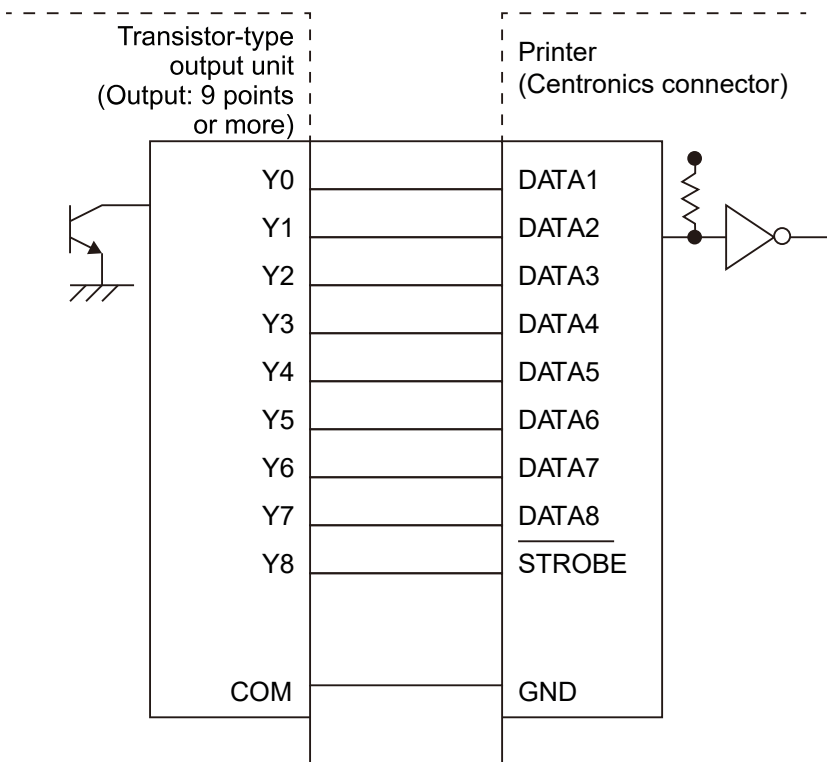 Transistor-type
output unit
(Output: 9 points
or more)
Printer
(Centronics connector)
Y0 DATA1
Y1 DATA2
Y2 DATA3
Y3 DATA4
Y4 DATA5
Y5 DATA6
Y6 DATA7
Y7 DATA8
Y8 STROBE
COM GND